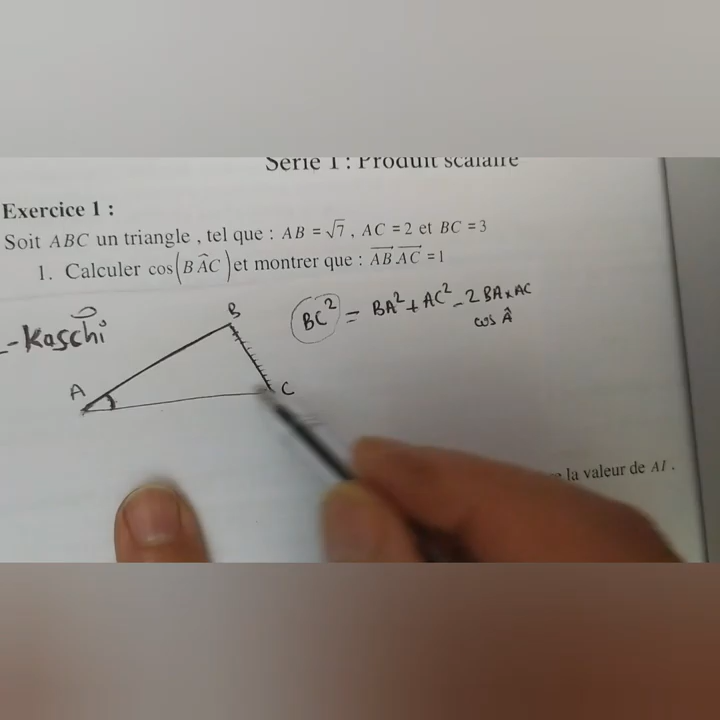 Série 1 : Produit scalaire
Exercice 1 :
Soit ABC un triangle , tel que : AB = √7 , AC = 2 et BC = 3
1. Calculer cos(BÂC) et montrer que : AB⃗ AC⃗ = 1
-Kaschi
B
A
C
BC² = BA² + AC² - 2 BA×AC
cos Â
la valeur de AI .